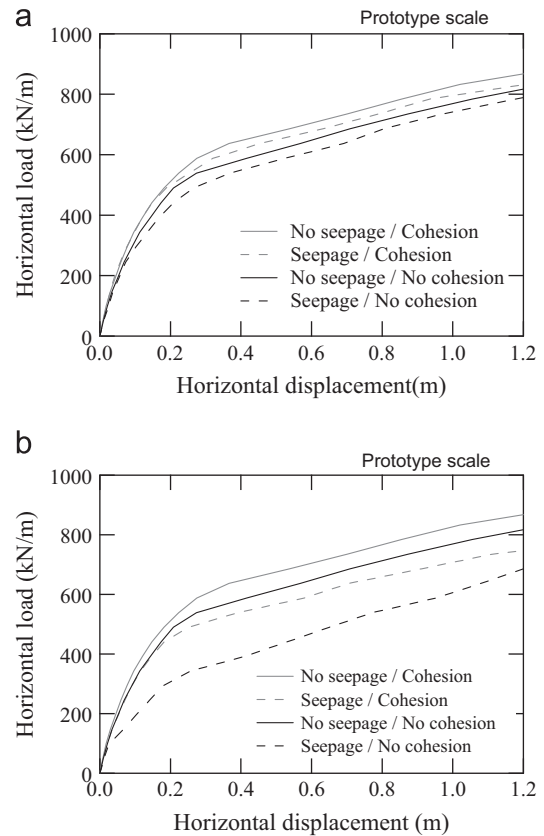 a
Prototype scale
1000
800
600
400
200
0
Horizontal load (kN/m)
No seepage / Cohesion
Seepage / Cohesion
No seepage / No cohesion
Seepage / No cohesion
0.0 0.2 0.4 0.6 0.8 1.0 1.2
Horizontal displacement(m)
b
Prototype scale
1000
800
600
400
200
0
Horizontal load (kN/m)
No seepage / Cohesion
Seepage / Cohesion
No seepage / No cohesion
Seepage / No cohesion
0.0 0.2 0.4 0.6 0.8 1.0 1.2
Horizontal displacement (m)